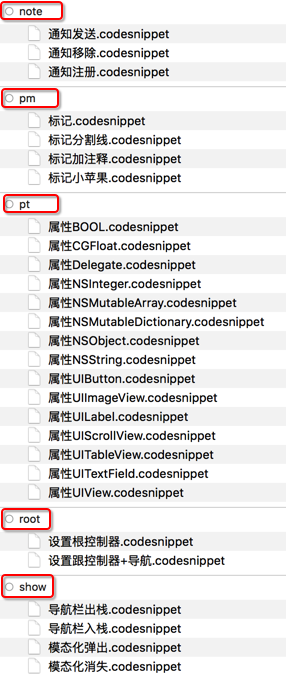 note
通知发送.codesnippet
通知移除.codesnippet
通知注册.codesnippet
pm
标记.codesnippet
标记分割线.codesnippet
标记加注释.codesnippet
标记小苹果.codesnippet
pt
属性BOOL.codesnippet
属性CGFloat.codesnippet
属性Delegate.codesnippet
属性NSInteger.codesnippet
属性NSMutableArray.codesnippet
属性NSMutableDictionary.codesnippet
属性NSObject.codesnippet
属性NSString.codesnippet
属性UIButton.codesnippet
属性UIImageView.codesnippet
属性UILabel.codesnippet
属性UIScrollView.codesnippet
属性UITableView.codesnippet
属性UITextField.codesnippet
属性UIView.codesnippet
root
设置根控制器.codesnippet
设置跟控制器+导航.codesnippet
show
导航栏出栈.codesnippet
导航栏入栈.codesnippet
模态化弹出.codesnippet
模态化消失.codesnippet